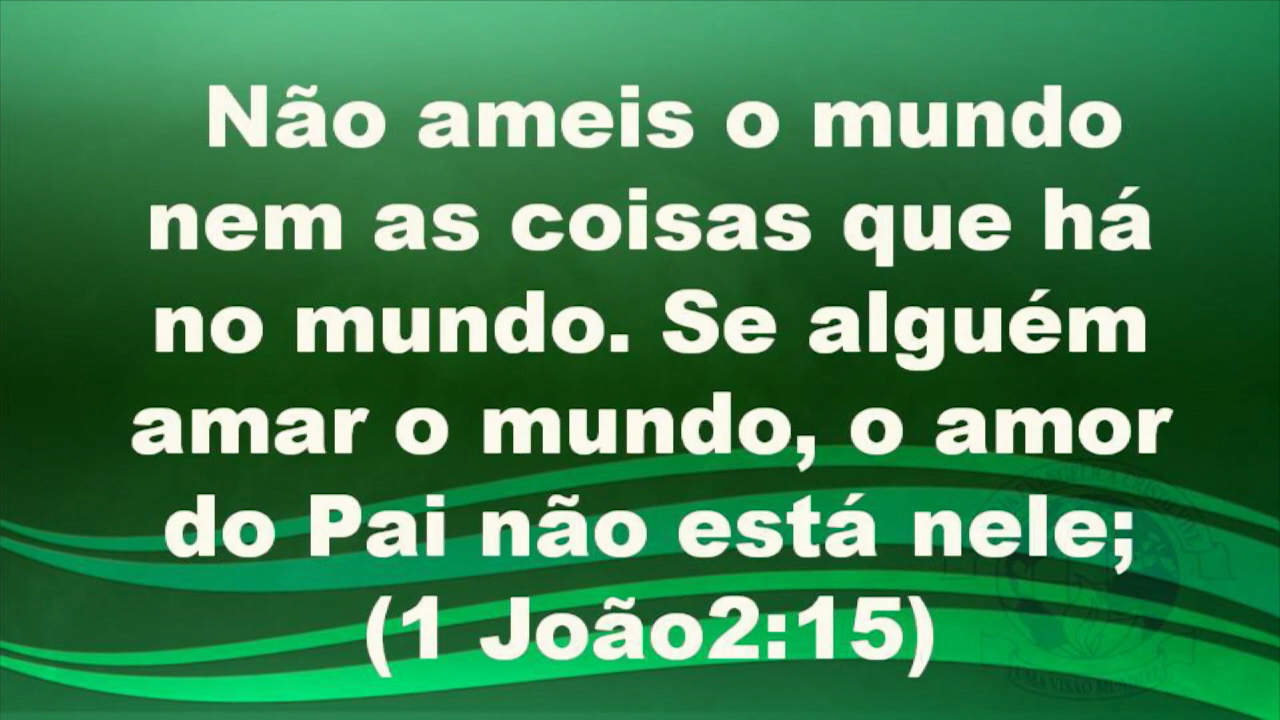 Não ameis o mundo
nem as coisas que há
no mundo. Se alguém
amar o mundo, o amor
do Pai não está nele;
(1 João2:15)